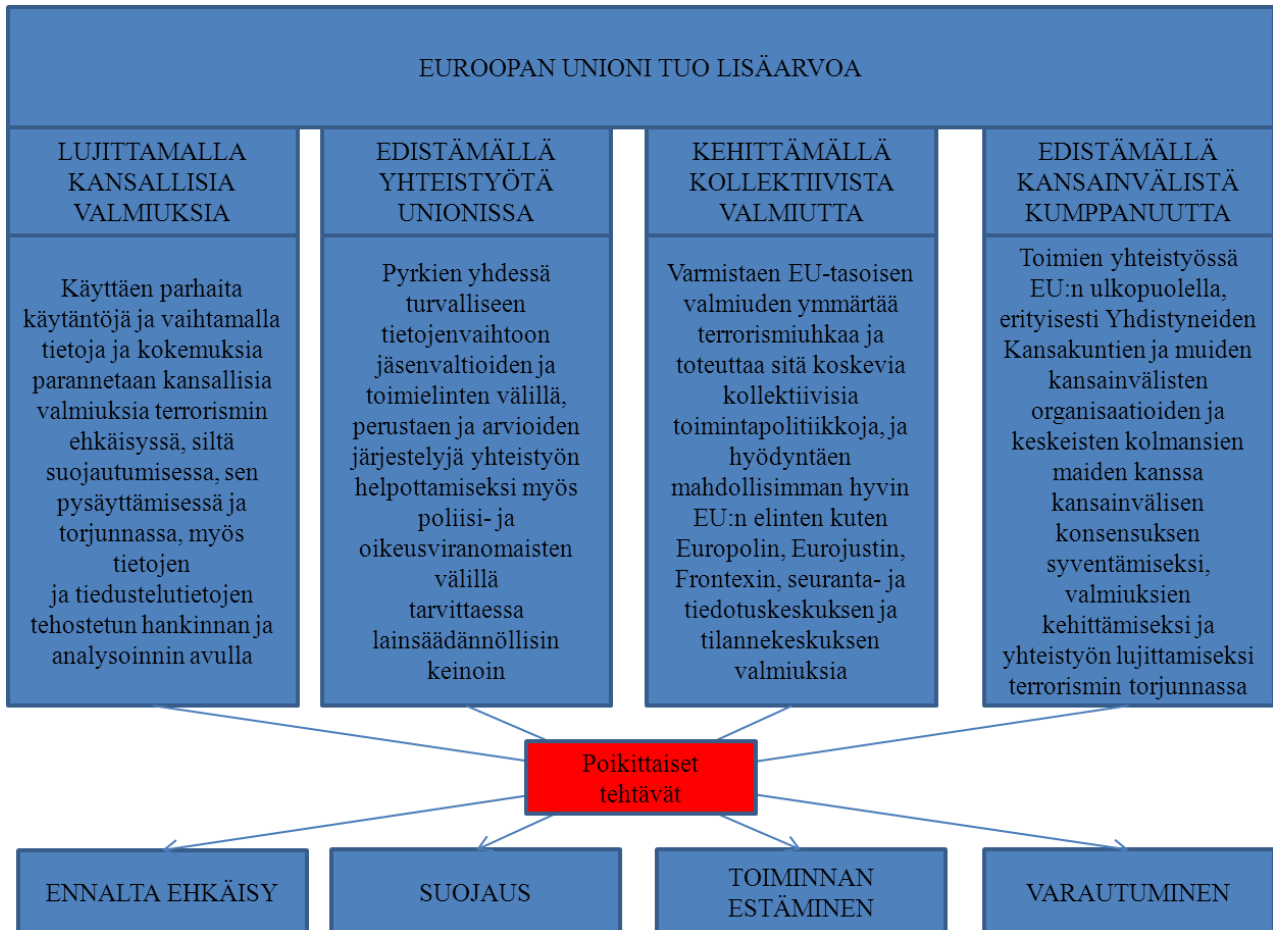 EUROOPAN UNIONI TUO LISÄARVOA
LUJITTAMALLA
KANSALLISIA
VALMIUKSIA
Käyttäen parhaita
käytäntöjä ja vaihtamalla
tietoja ja kokemuksia
parannetaan kansallisia
valmiuksia terrorismin
ehkäisyssä, siltä
suojautumisessa, sen
pysäyttämisessä ja
torjunnassa, myös
tietojen
ja tiedustelutietojen
tehostetun hankinnan ja
analysoinnin avulla
EDISTÄMÄLLÄ
YHTEISTYÖTÄ
UNIONISSA
Pyrkien yhdessä
turvalliseen
tietojenvaihtoon
jäsenvaltioiden ja
toimielinten välillä,
perustaen ja arvioiden
järjestelyjä yhteistyön
helpottamiseksi myös
poliisi- ja
oikeusviranomaisten
välillä
tarvittaessa
lainsäädännöllisin
keinoin
KEHITTÄMÄLLÄ
KOLLEKTIIVISTA
VALMIUTTA
Varmistaen EU-tasoisen
valmiuden ymmärtää
terrorismiuhkaa ja
toteuttaa sitä koskevia
kollektiivisia
toimintapolitiikkoja, ja
hyödyntäen
mahdollisimman hyvin
EU:n elinten kuten
Europolin, Eurojustin,
Frontexin, seuranta- ja
tiedotuskeskuksen ja
tilannekeskuksen
valmiuksia
EDISTÄMÄLLÄ
KANSAINVÄLISTÄ
KUMPPANUUTTA
Toimien yhteistyössä
EU:n ulkopuolella,
erityisesti Yhdistyneiden
Kansakuntien ja muiden
kansainvälisten
organisaatioiden ja
keskeisten kolmansien
maiden kanssa
kansainvälisen
konsensuksen
syventämiseksi,
valmiuksien
kehittämiseksi ja
yhteistyön lujittamiseksi
terrorismin torjunnassa
Poikittaiset
tehtävät
ENNALTA EHKÄISY
SUOJAUS
TOIMINNAN
ESTÄMINEN
VARAUTUMINEN